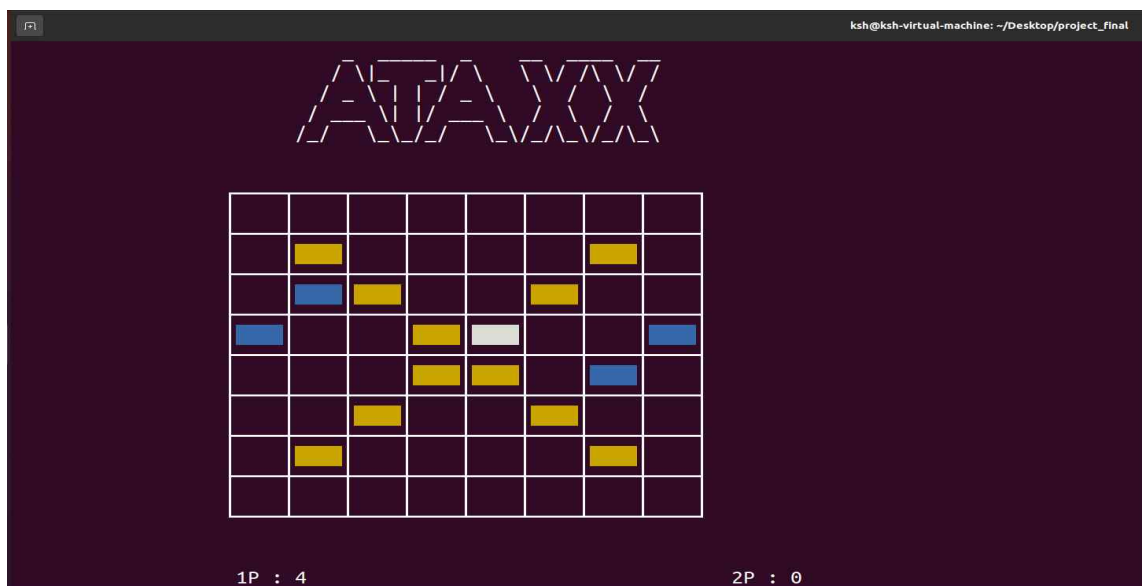 ksh@ksh-virtual-machine: ~/Desktop/project_final
ATAXX
1P : 4
2P : 0